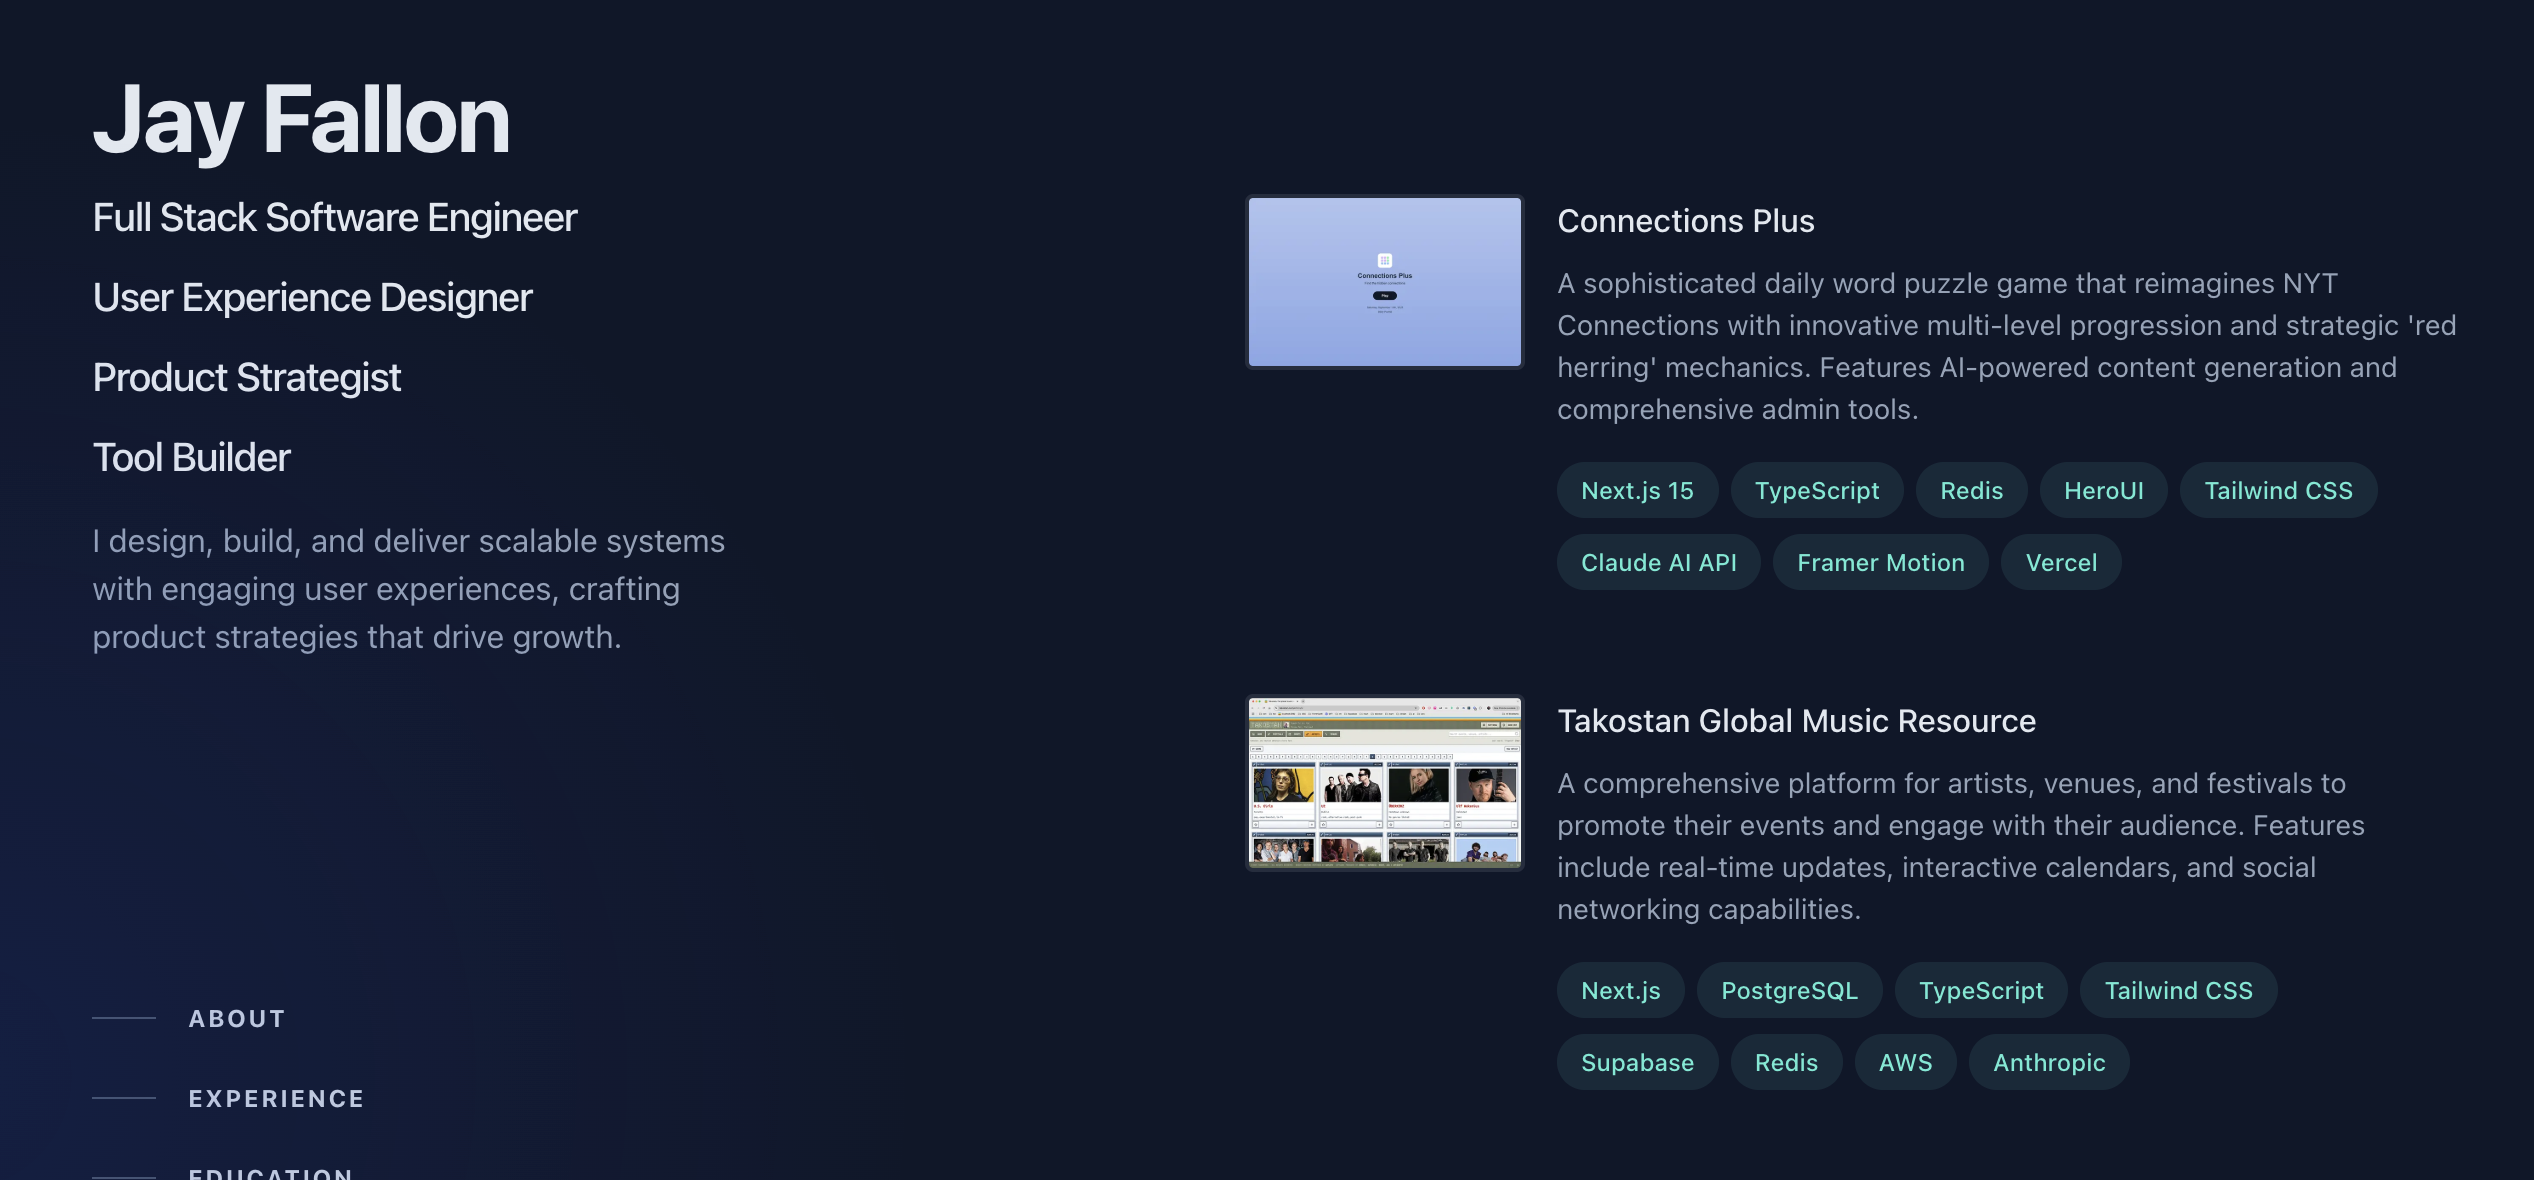 Jay Fallon
Full Stack Software Engineer
User Experience Designer
Product Strategist
Tool Builder
I design, build, and deliver scalable systems
with engaging user experiences, crafting
product strategies that drive growth.
ABOUT
EXPERIENCE
EDUCATION
Connections Plus
Play
Connections Plus
A sophisticated daily word puzzle game that reimagines NYT
Connections with innovative multi-level progression and strategic 'red
herring' mechanics. Features AI-powered content generation and
comprehensive admin tools.
Next.js 15 TypeScript Redis HeroUI Tailwind CSS
Claude AI API Framer Motion Vercel
Takostan Global Music Resource
A comprehensive platform for artists, venues, and festivals to
promote their events and engage with their audience. Features
include real-time updates, interactive calendars, and social
networking capabilities.
Next.js PostgreSQL TypeScript Tailwind CSS
Supabase Redis AWS Anthropic